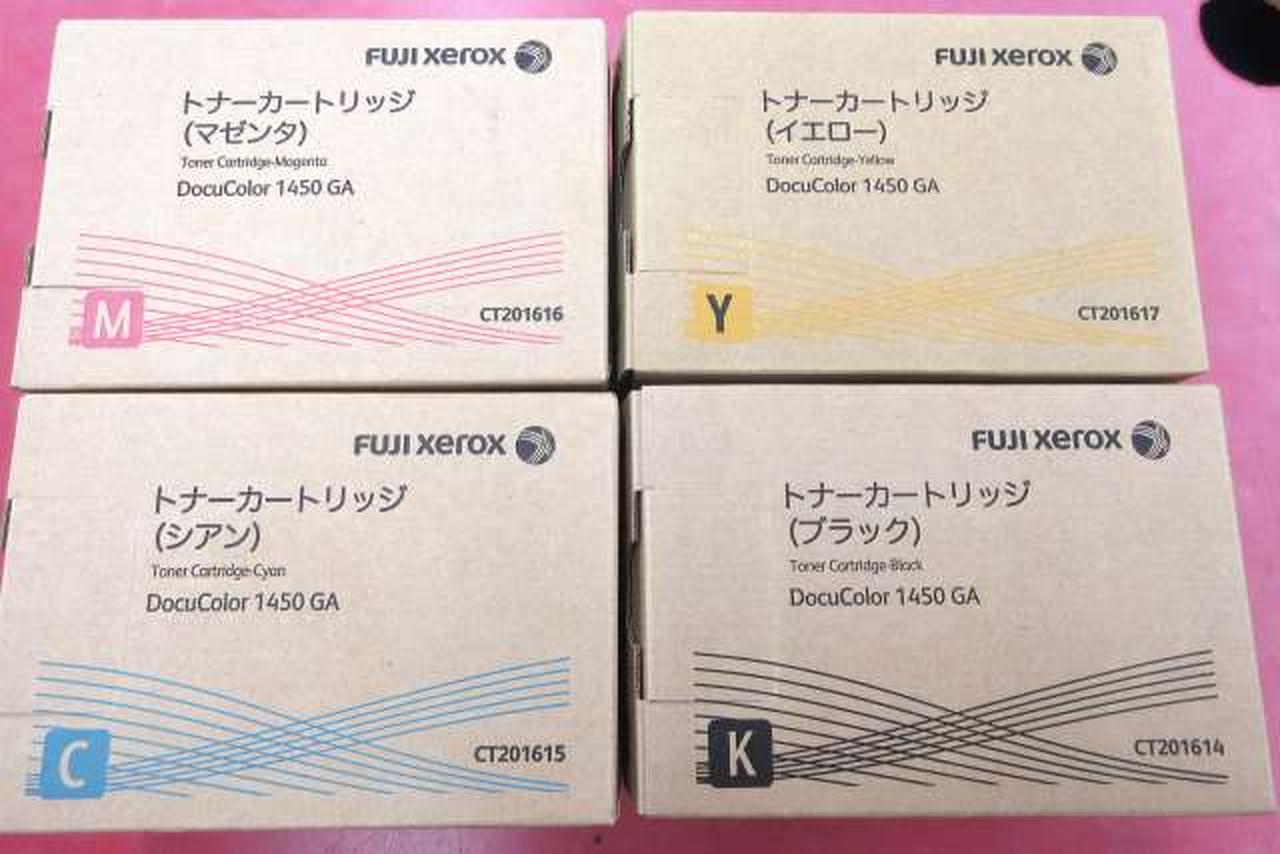 FUJI xerox
トナーカートリッジ
(マゼンタ)
Toner Cartridge-Magenta
DocuColor 1450 GA
M
CT201616
FUJI xerox
トナーカートリッジ
(イエロー)
Toner Cartridge-Yellow
DocuColor 1450 GA
Y
CT201617
FUJI xerox
トナーカートリッジ
(シアン)
Toner Cartridge-Cyan
DocuColor 1450 GA
C
CT201615
FUJI xerox
トナーカートリッジ
(ブラック)
Toner Cartridge-Black
DocuColor 1450 GA
K
CT201614